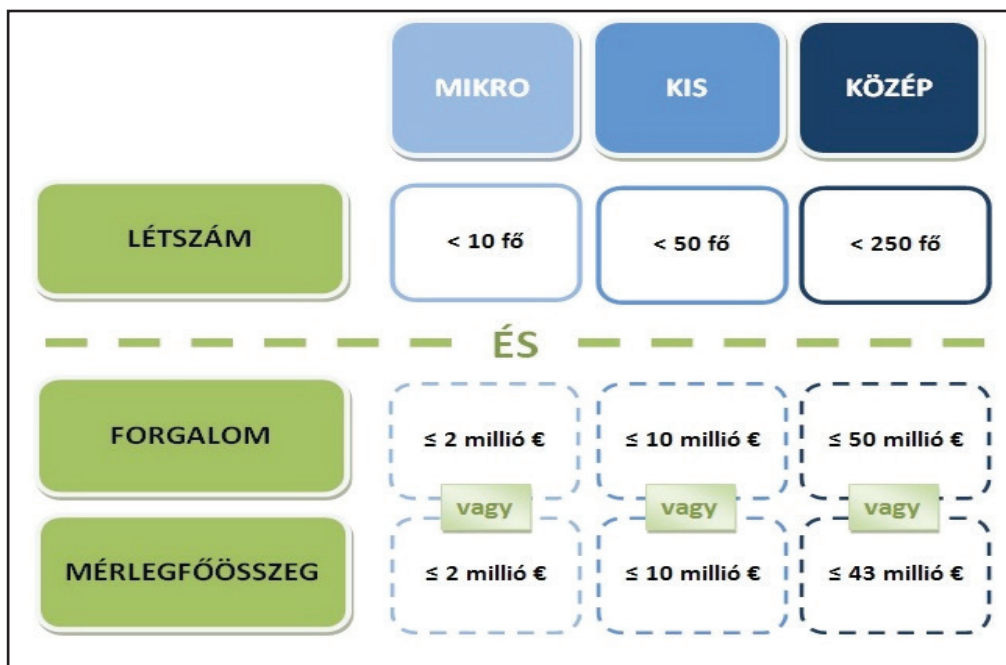 MIKRO KIS KÖZÉP
LÉTSZÁM < 10 fő < 50 fő < 250 fő
ÉS
FORGALOM ≤ 2 millió € ≤ 10 millió € ≤ 50 millió €
vagy vagy vagy
MÉRLEGFŐÖSSZEG ≤ 2 millió € ≤ 10 millió € ≤ 43 millió €